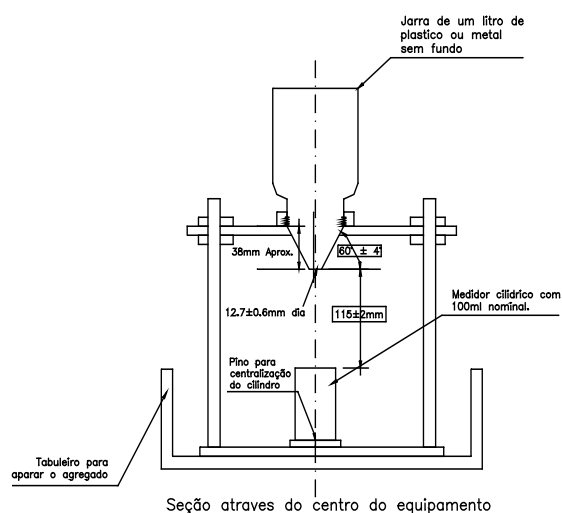 Jarra de um litro de
plastico ou metal
sem fundo
38mm Aprox.
60° ± 4°
12.7±0.6mm dia
115±2mm
Medidor cilidrico com
100ml nominal.
Pino para
centralização
do cilindro
Tabuleiro para
aparar o agregado
Seção atraves do centro do equipamento